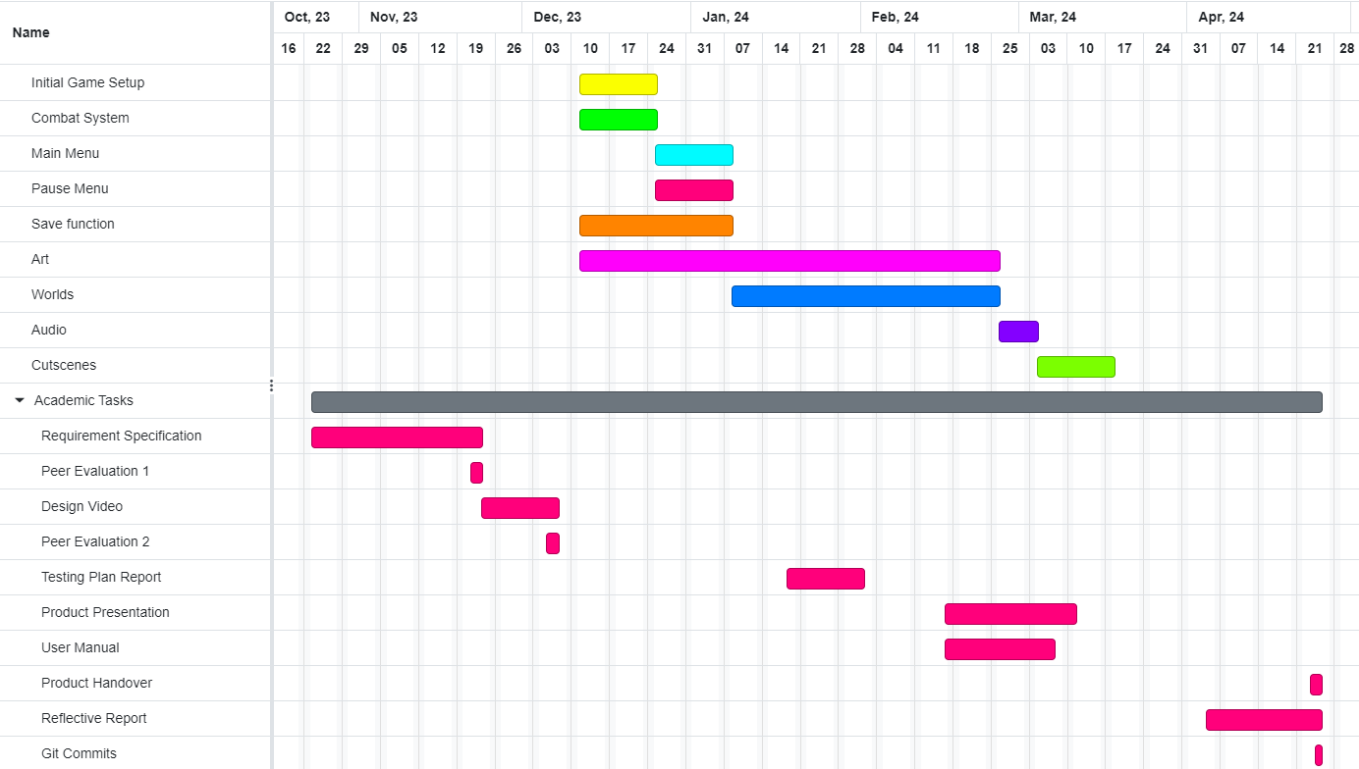 Name
Oct, 23 Nov, 23 Dec, 23 Jan, 24 Feb, 24 Mar, 24 Apr, 24
16 22 29 05 12 19 26 03 10 17 24 31 07 14 21 28 04 11 18 25 03 10 17 24 31 07 14 21 28
Initial Game Setup
Combat System
Main Menu
Pause Menu
Save function
Art
Worlds
Audio
Cutscenes
Academic Tasks
Requirement Specification
Peer Evaluation 1
Design Video
Peer Evaluation 2
Testing Plan Report
Product Presentation
User Manual
Product Handover
Reflective Report
Git Commits